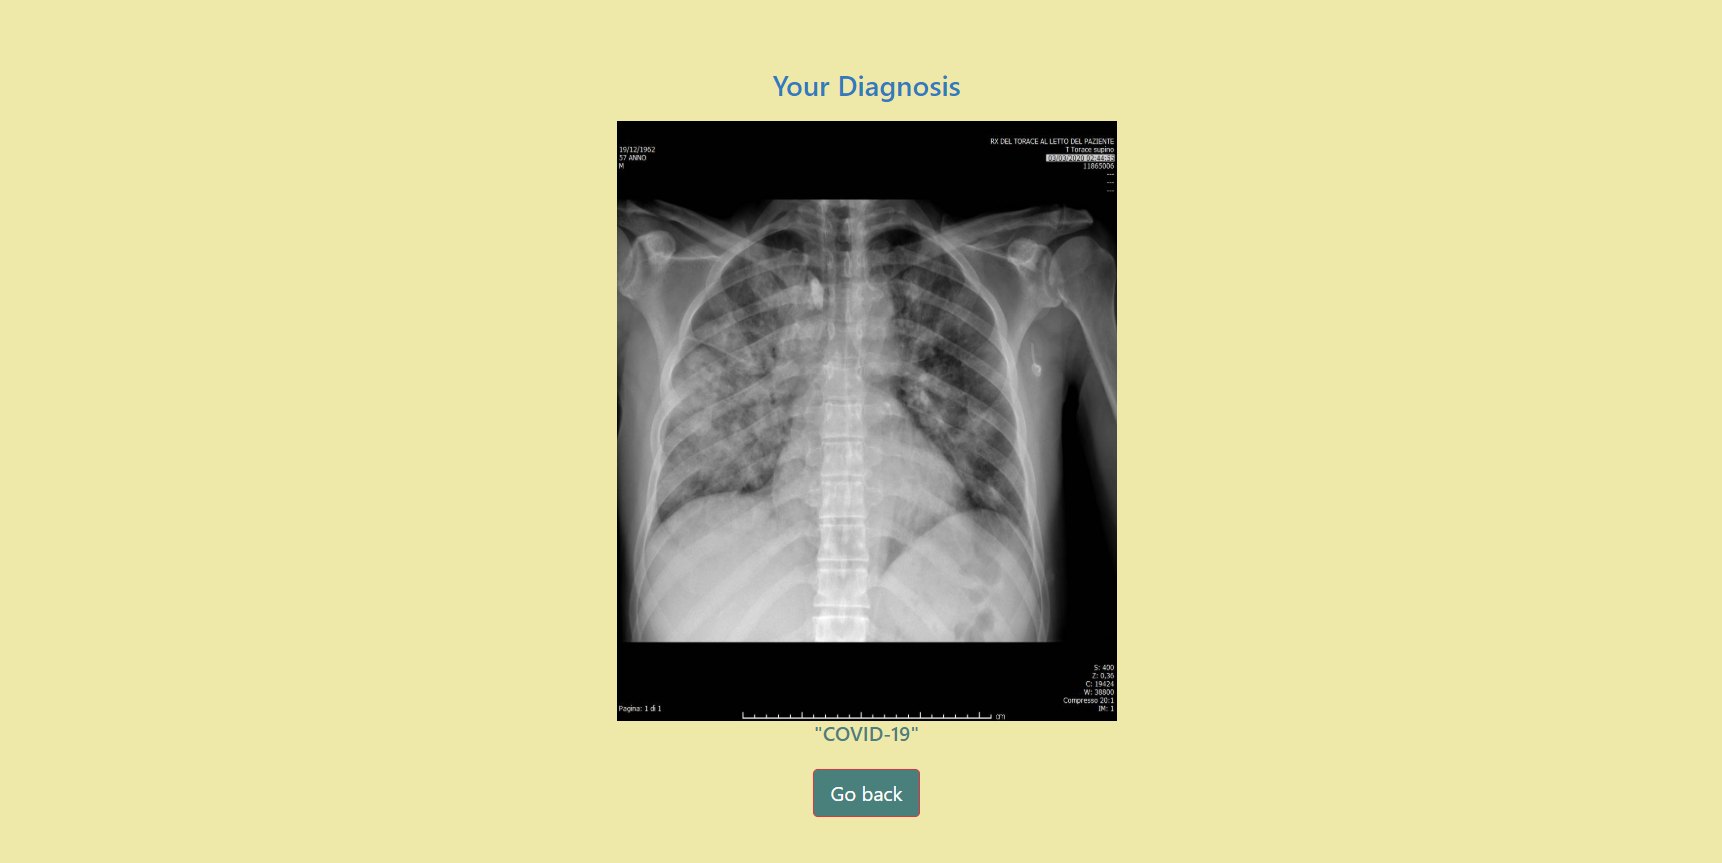 Your Diagnosis
19/12/1962
57 ANNO
M
RX DEL TORACE AL LETTO DEL PAZIENTE
T Torace supino
11865006
---
---
---
S: 400
Z: 0,36
C: 19424
W: 38800
Compresso 20:1
IM: 1
Pagina: 1 di 1
cm
"COVID-19"
Go back